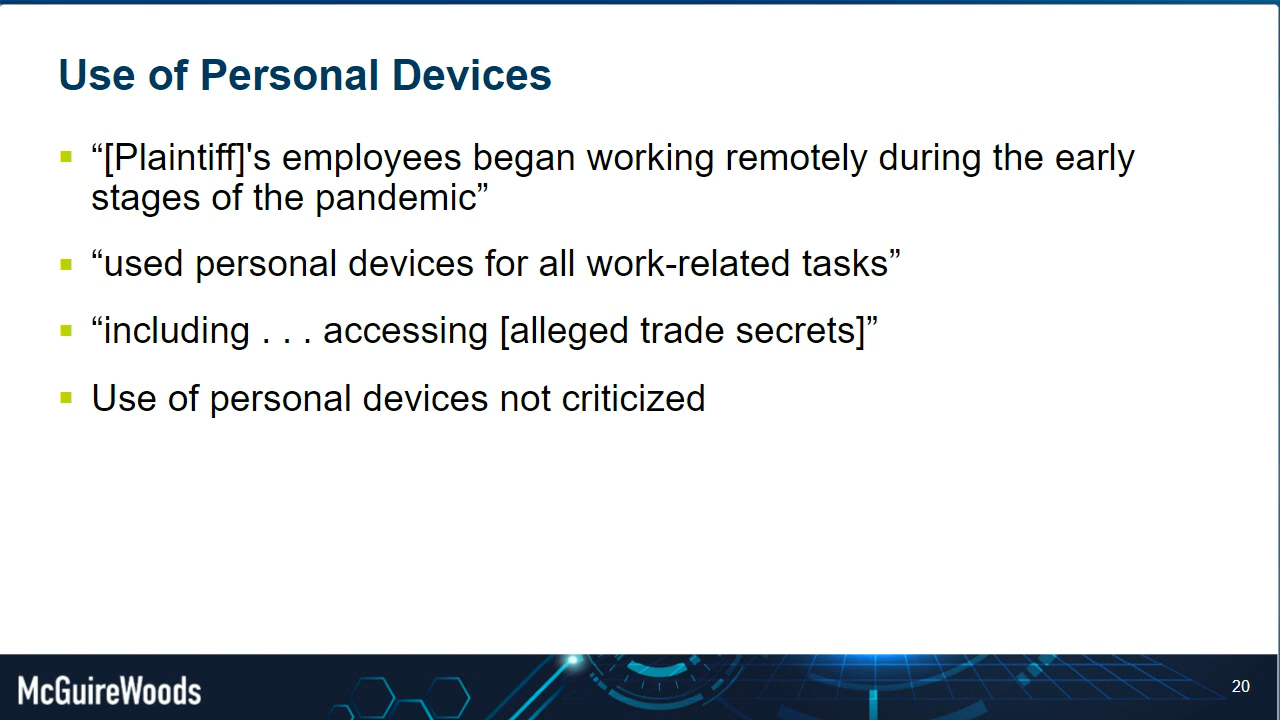 Use of Personal Devices
“[Plaintiff]'s employees began working remotely during the early
stages of the pandemic”
“used personal devices for all work-related tasks”
“including . . . accessing [alleged trade secrets]”
Use of personal devices not criticized
McGuireWoods
20